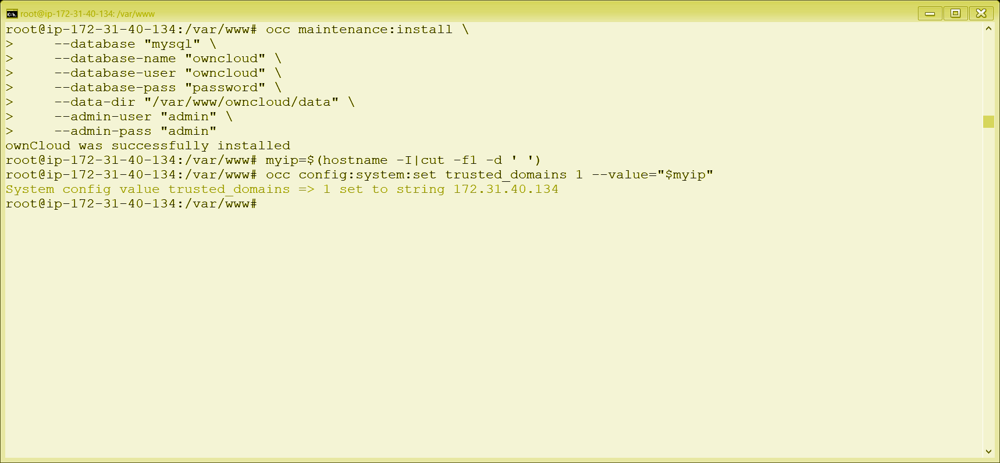 root@ip-172-31-40-134: /var/www
root@ip-172-31-40-134:/var/www# occ maintenance:install \
>     --database "mysql" \
>     --database-name "owncloud" \
>     --database-user "owncloud" \
>     --database-pass "password" \
>     --data-dir "/var/www/owncloud/data" \
>     --admin-user "admin" \
>     --admin-pass "admin"
ownCloud was successfully installed
root@ip-172-31-40-134:/var/www# myip=$(hostname -I|cut -f1 -d ' ')
root@ip-172-31-40-134:/var/www# occ config:system:set trusted_domains 1 --value="$myip"
System config value trusted_domains => 1 set to string 172.31.40.134
root@ip-172-31-40-134:/var/www#